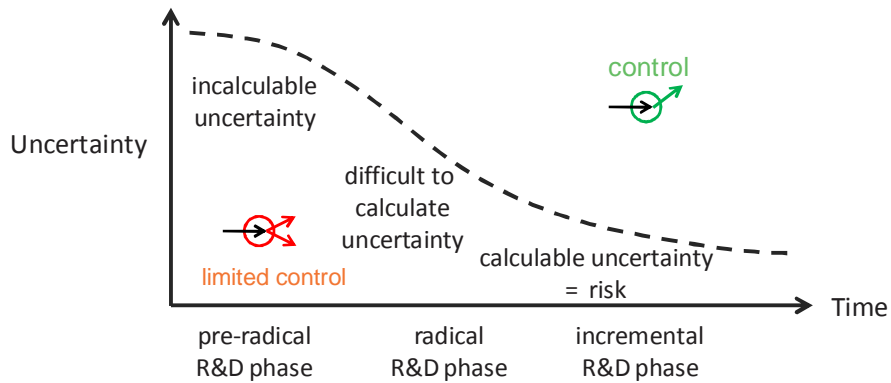 Uncertainty
incalculable
uncertainty
control
difficult to
calculate
uncertainty
limited control
calculable uncertainty
= risk
Time
pre-radical
R&D phase
radical
R&D phase
incremental
R&D phase